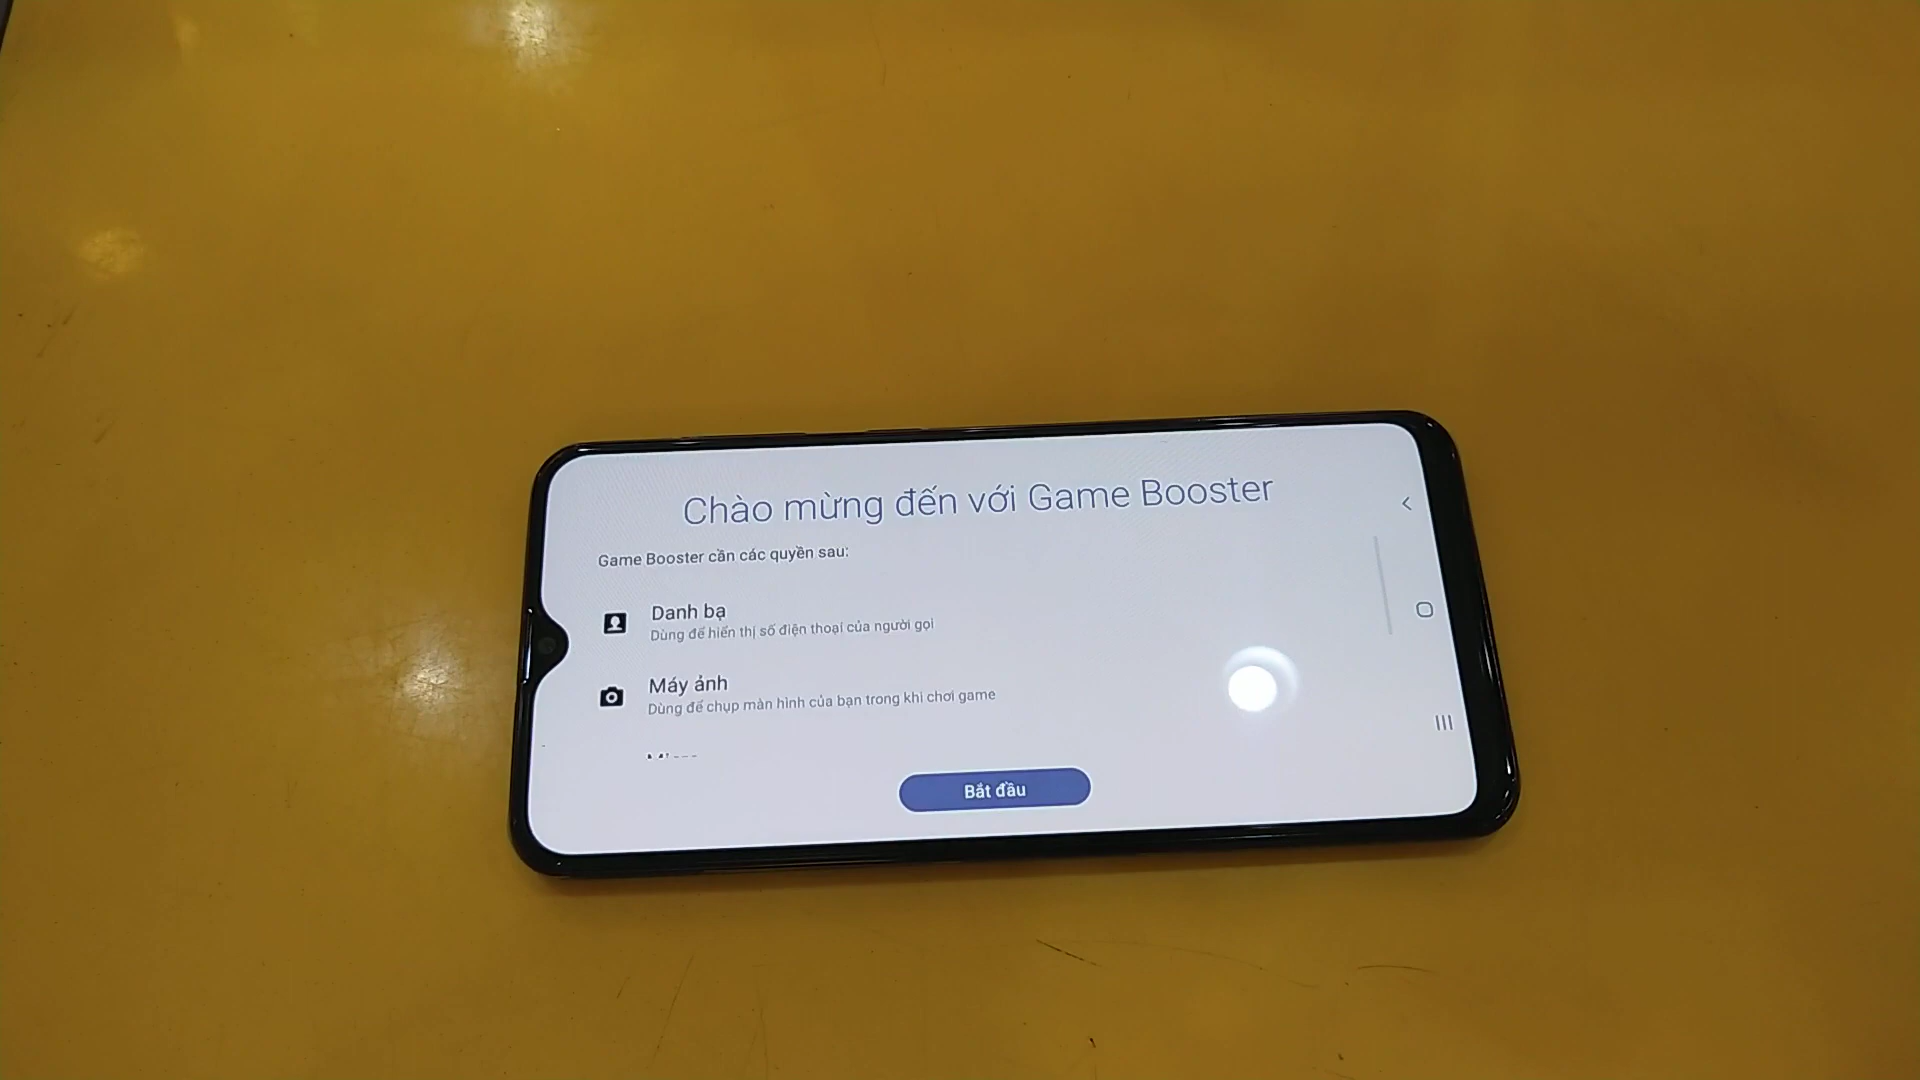 Chào mừng đến với Game Booster
Game Booster cần các quyền sau:
Danh bạ
Dùng để hiển thị số điện thoại của người gọi
Máy ảnh
Dùng để chụp màn hình của bạn trong khi chơi game
Bắt đầu